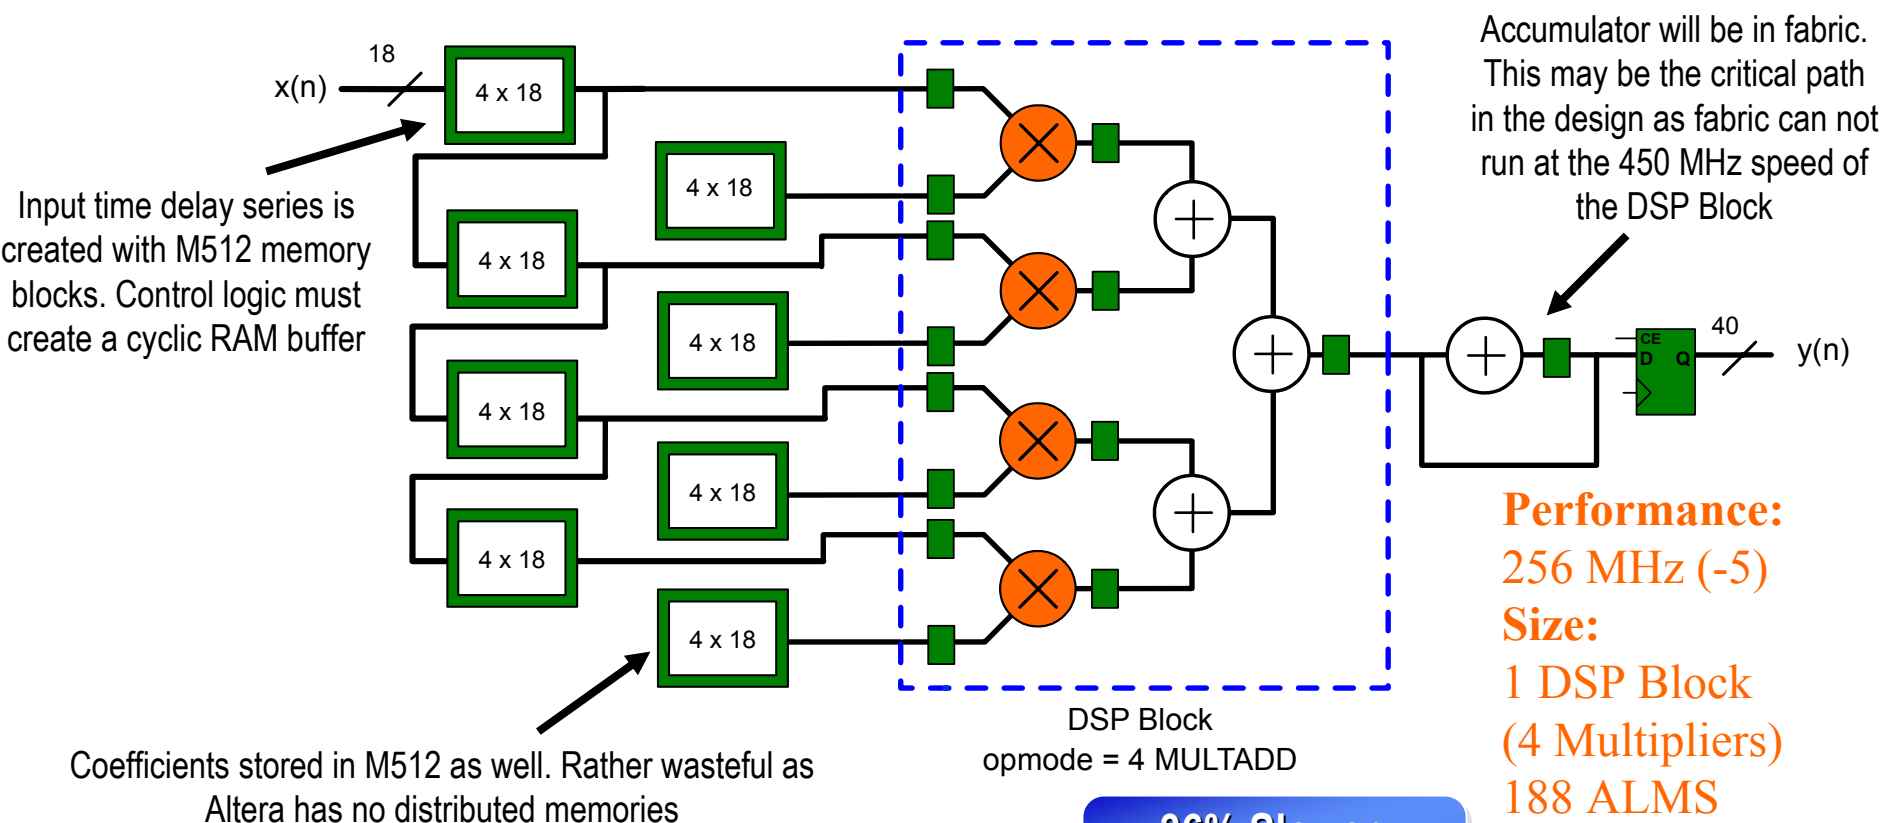 Accumulator will be in fabric.
This may be the critical path
in the design as fabric can not
run at the 450 MHz speed of
the DSP Block
18
x(n)
4 x 18
4 x 18
Input time delay series is
created with M512 memory
blocks. Control logic must
create a cyclic RAM buffer
4 x 18
4 x 18
4 x 18
4 x 18
4 x 18
4 x 18
CE
D Q
40
y(n)
Performance:
256 MHz (-5)
Size:
1 DSP Block
(4 Multipliers)
188 ALMS
DSP Block
opmode = 4 MULTADD
Coefficients stored in M512 as well. Rather wasteful as
Altera has no distributed memories